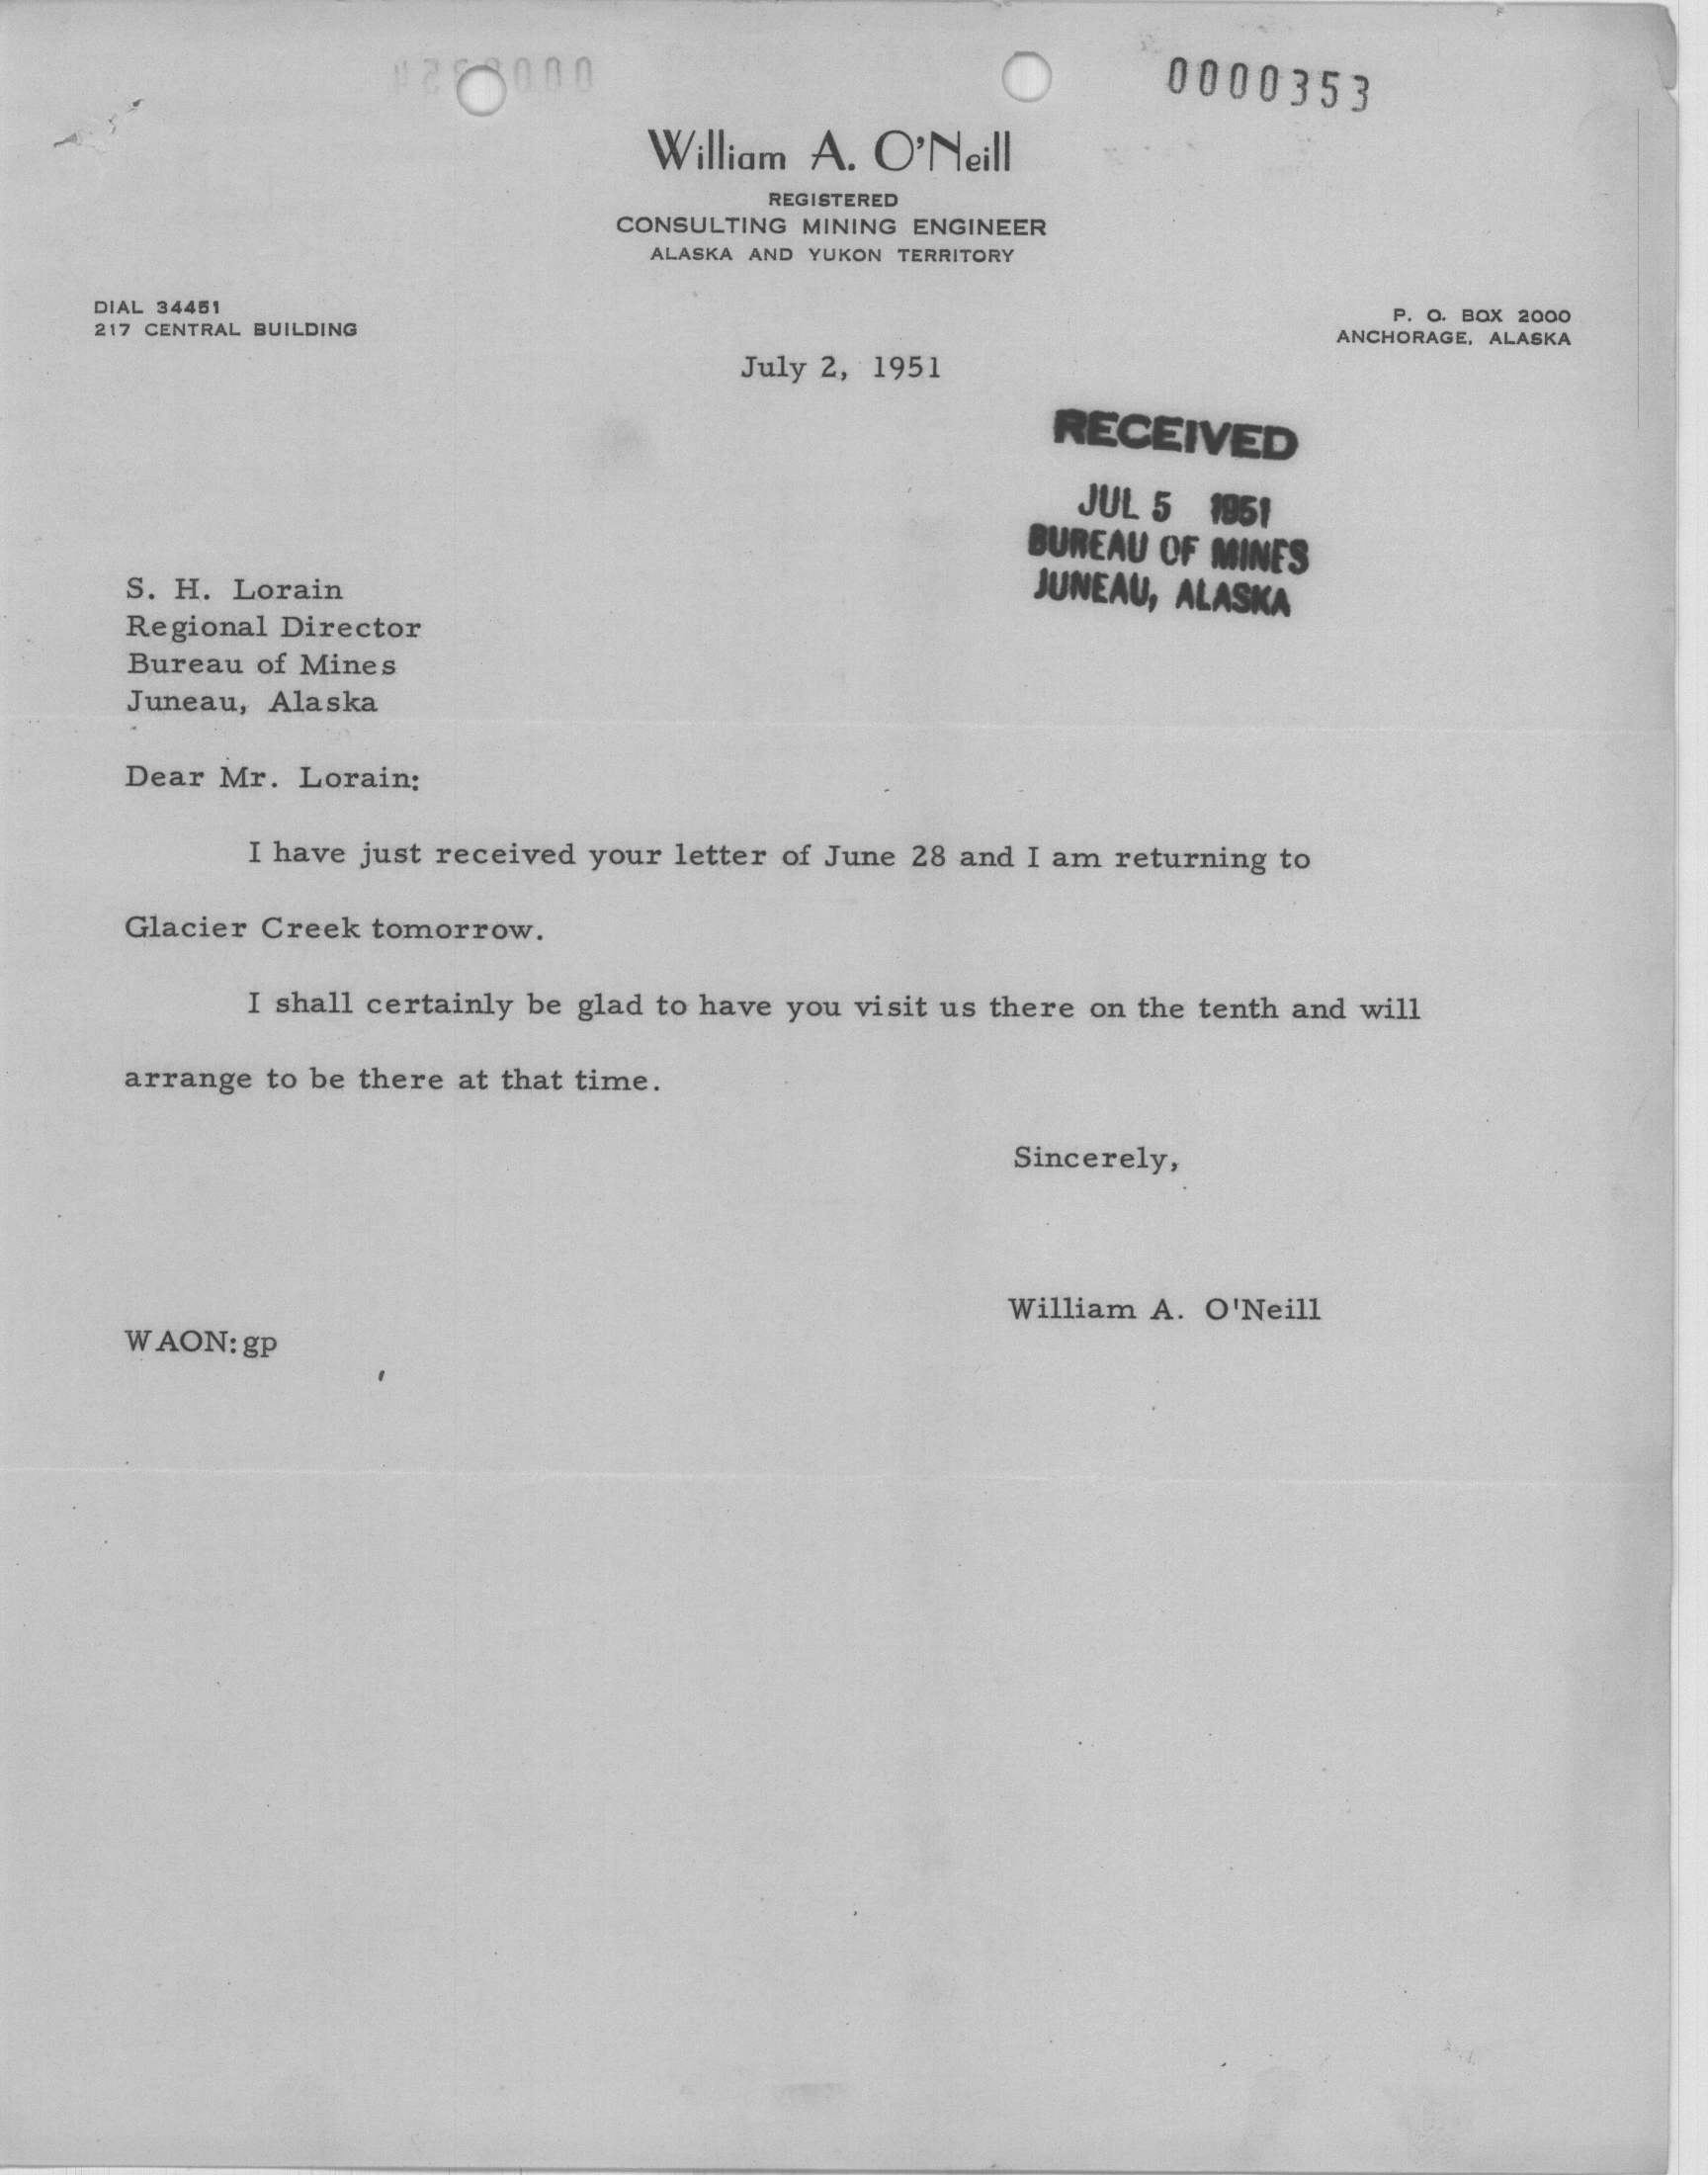 0000353
William A. O'Neill
REGISTERED
CONSULTING MINING ENGINEER
ALASKA AND YUKON TERRITORY
DIAL 34451
217 CENTRAL BUILDING
P. O. BOX 2000
ANCHORAGE, ALASKA
July 2, 1951
RECEIVED
JUL 5 1951
BUREAU OF MINES
JUNEAU, ALASKA
S. H. Lorain
Regional Director
Bureau of Mines
Juneau, Alaska
Dear Mr. Lorain:
I have just received your letter of June 28 and I am returning to
Glacier Creek tomorrow.
I shall certainly be glad to have you visit us there on the tenth and will
arrange to be there at that time.
Sincerely,
William A. O'Neill
WAON:gp